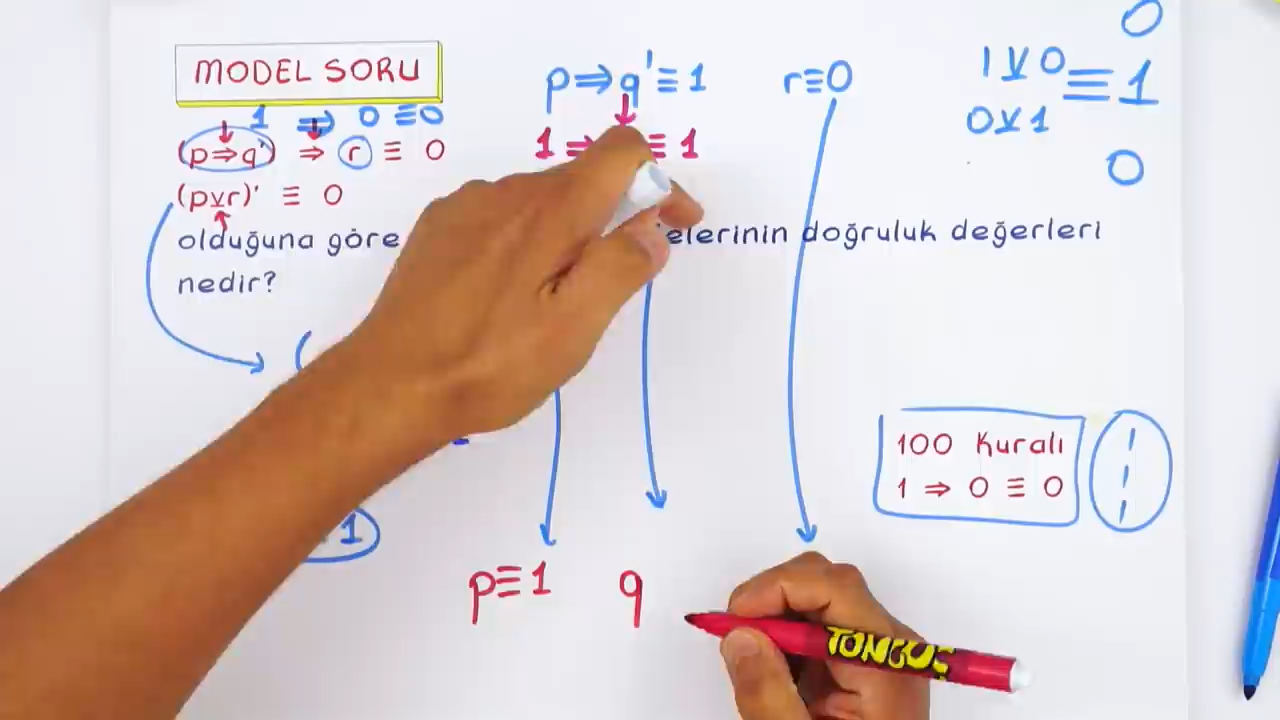 MODEL SORU
1 ⇒ 0 ≡ 0
(p⇒q') ⇒ r ≡ 0
(p⊻r)' ≡ 0
olduğuna göre elerinin doğruluk değerleri
nedir?
p⇒q'≡1
1 ⇒ ≡ 1
r≡0
0
1⊻0
≡1
0⊻1
0
100 Kuralı
1 ⇒ 0 ≡ 0
1
p≡1 q
TONGUÇ